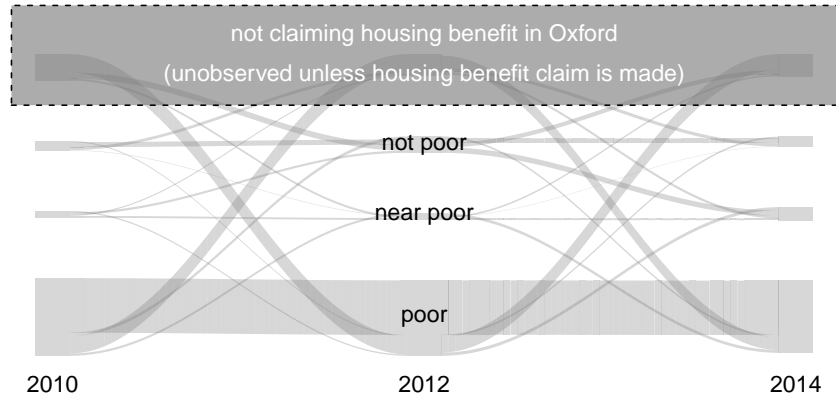 not claiming housing benefit in Oxford
(unobserved unless housing benefit claim is made)
not poor
near poor
poor
2010 2012 2014